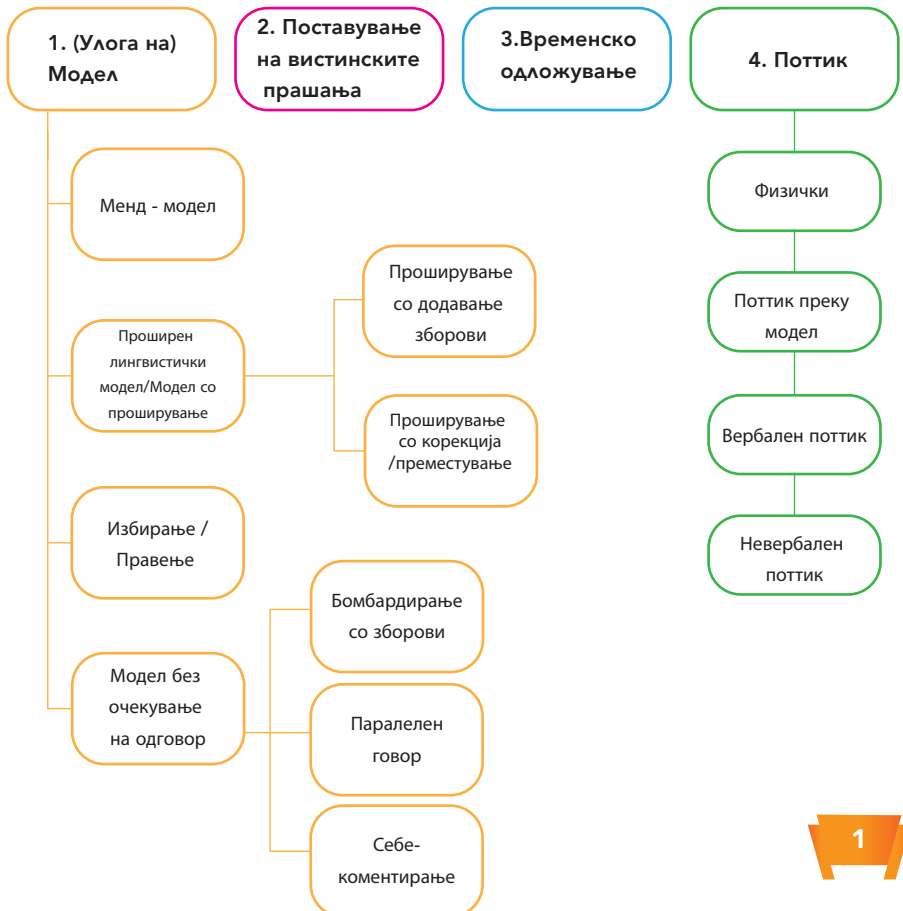 1. (Улога на)
Модел
2. Поставување
на вистинските
прашања
3.Временско
одложување
4. Поттик
Менд - модел
Проширен
лингвистички
модел/Модел со
проширување
Проширување
со додавање
зборови
Проширување
со корекција
/преместување
Избирање /
Правење
Модел без
очекување
на одговор
Бомбардирање
со зборови
Паралелен
говор
Себе-
коментирање
Физички
Поттик преку
модел
Вербален поттик
Невербален
поттик
1